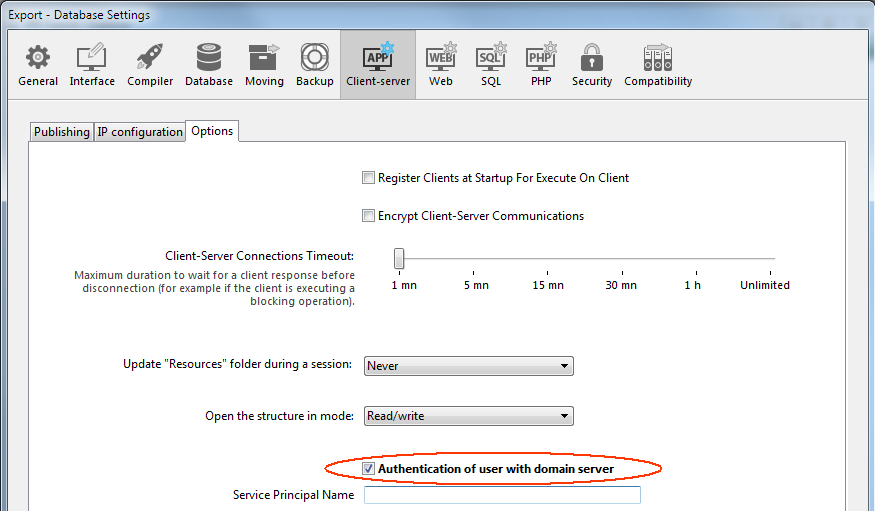 Export - Database Settings
General Interface Compiler Database Moving Backup APP Client-server WEB Web SQL SQL PHP PHP Security Compatibility
Publishing IP configuration Options
Register Clients at Startup For Execute On Client
Encrypt Client-Server Communications
Client-Server Connections Timeout:
Maximum duration to wait for a client response before
disconnection (for example if the client is executing a
blocking operation).
1 mn 5 mn 15 mn 30 mn 1 h Unlimited
Update "Resources" folder during a session: Never
Open the structure in mode: Read/write
Authentication of user with domain server
Service Principal Name